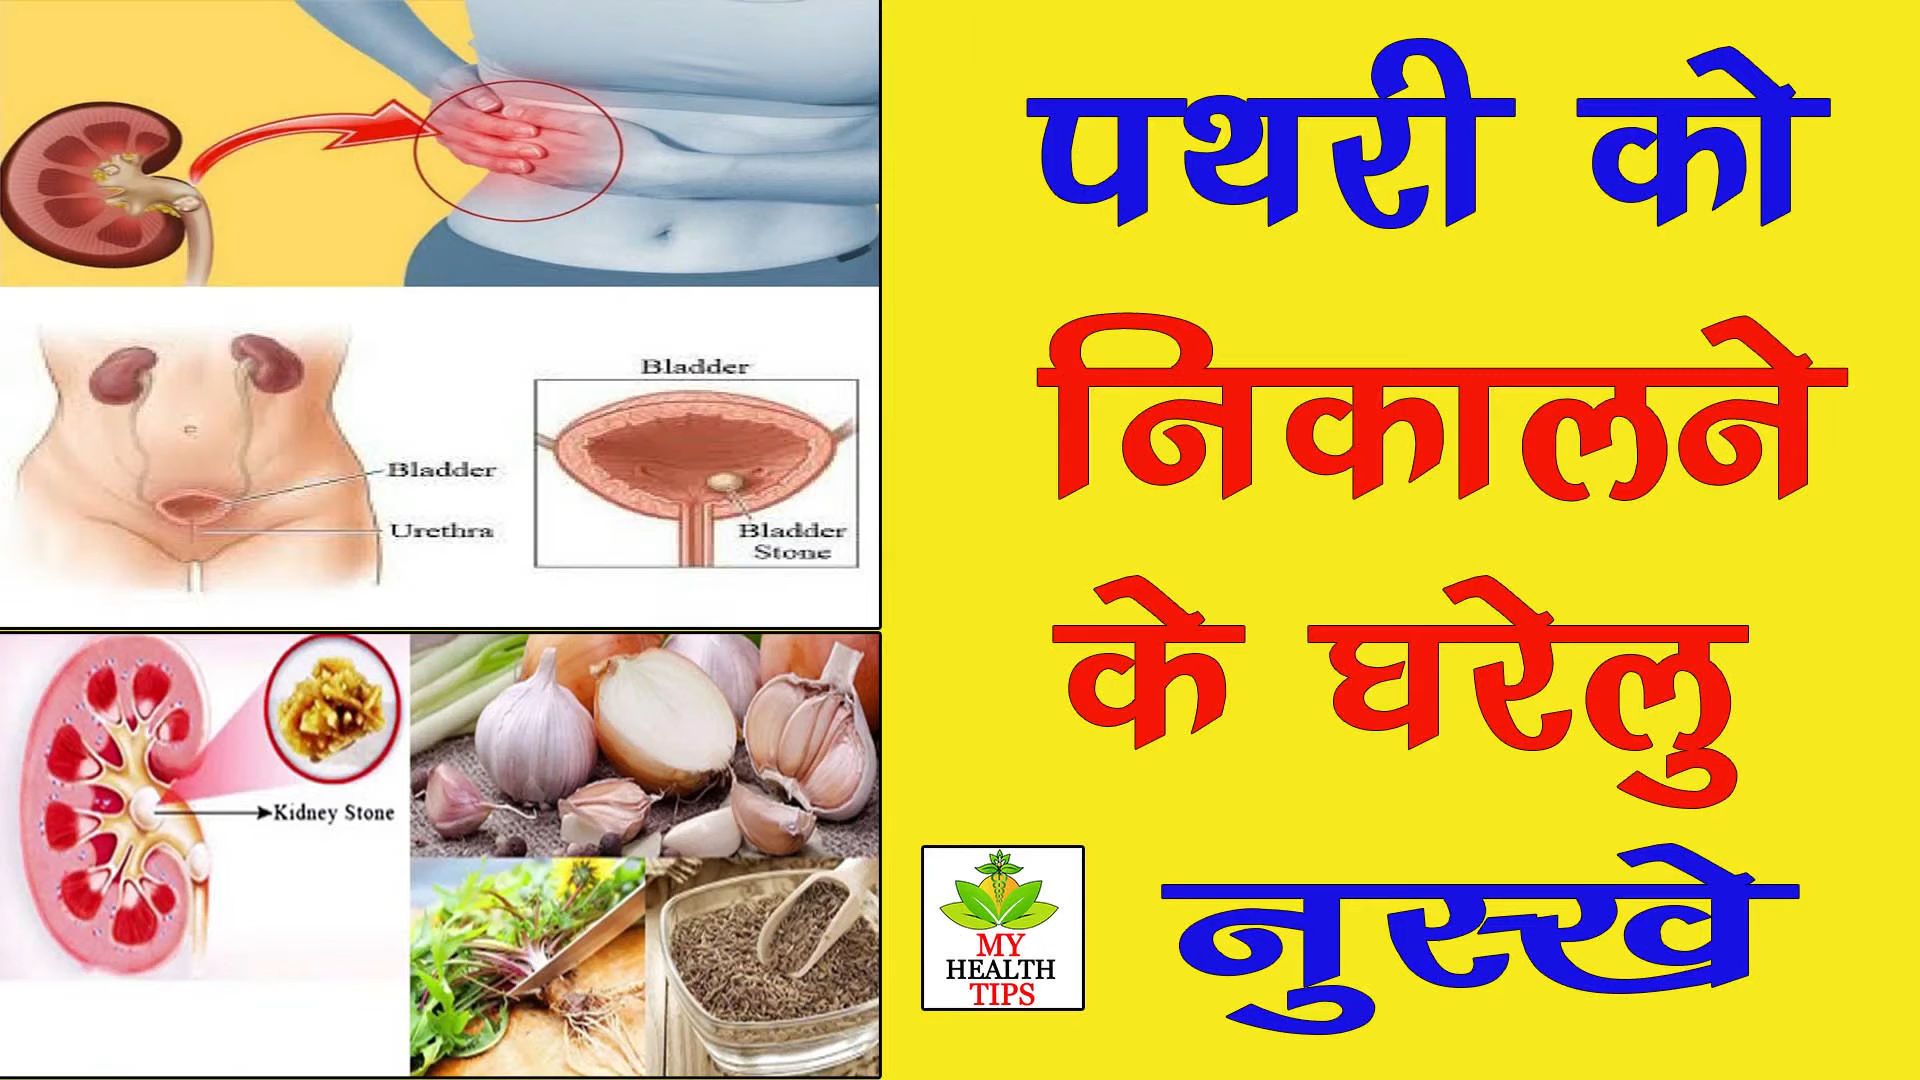 पथरी को
निकालने
के घरेलु
नुस्खे
Bladder
Bladder
Urethra
Bladder
Stone
Kidney Stone
MY
HEALTH
TIPS